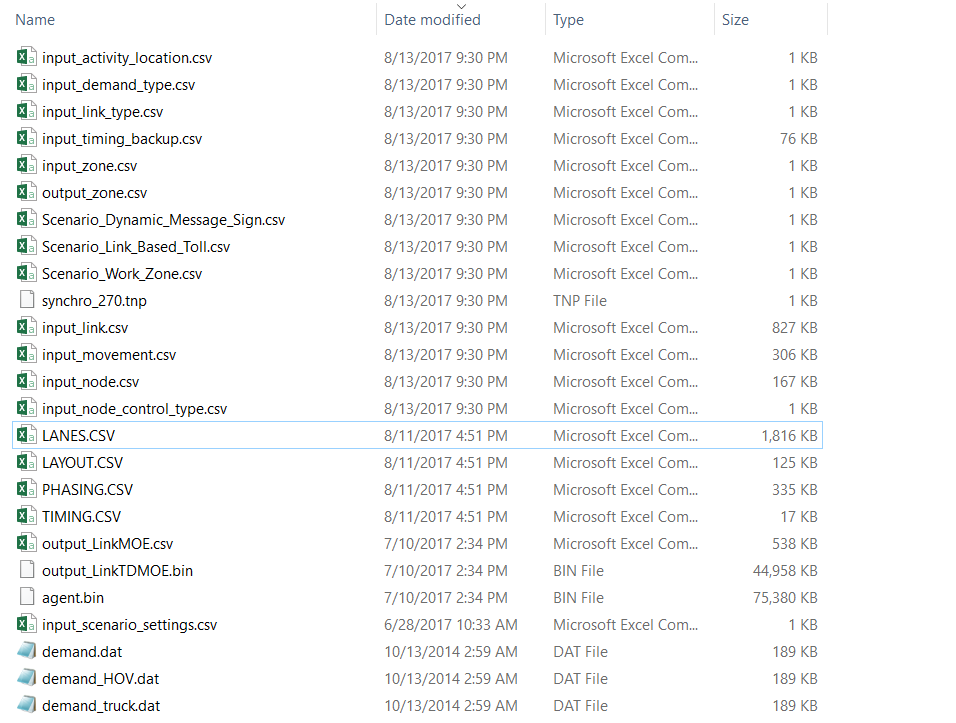 Name Date modified Type Size
input_activity_location.csv 8/13/2017 9:30 PM Microsoft Excel Com... 1 KB
input_demand_type.csv 8/13/2017 9:30 PM Microsoft Excel Com... 1 KB
input_link_type.csv 8/13/2017 9:30 PM Microsoft Excel Com... 1 KB
input_timing_backup.csv 8/13/2017 9:30 PM Microsoft Excel Com... 76 KB
input_zone.csv 8/13/2017 9:30 PM Microsoft Excel Com... 1 KB
output_zone.csv 8/13/2017 9:30 PM Microsoft Excel Com... 1 KB
Scenario_Dynamic_Message_Sign.csv 8/13/2017 9:30 PM Microsoft Excel Com... 1 KB
Scenario_Link_Based_Toll.csv 8/13/2017 9:30 PM Microsoft Excel Com... 1 KB
Scenario_Work_Zone.csv 8/13/2017 9:30 PM Microsoft Excel Com... 1 KB
synchro_270.tnp 8/13/2017 9:30 PM TNP File 1 KB
input_link.csv 8/13/2017 9:30 PM Microsoft Excel Com... 827 KB
input_movement.csv 8/13/2017 9:30 PM Microsoft Excel Com... 306 KB
input_node.csv 8/13/2017 9:30 PM Microsoft Excel Com... 167 KB
input_node_control_type.csv 8/13/2017 9:30 PM Microsoft Excel Com... 1 KB
LANES.CSV 8/11/2017 4:51 PM Microsoft Excel Com... 1,816 KB
LAYOUT.CSV 8/11/2017 4:51 PM Microsoft Excel Com... 125 KB
PHASING.CSV 8/11/2017 4:51 PM Microsoft Excel Com... 335 KB
TIMING.CSV 8/11/2017 4:51 PM Microsoft Excel Com... 17 KB
output_LinkMOE.csv 7/10/2017 2:34 PM Microsoft Excel Com... 538 KB
output_LinkTDMOE.bin 7/10/2017 2:34 PM BIN File 44,958 KB
agent.bin 7/10/2017 2:34 PM BIN File 75,380 KB
input_scenario_settings.csv 6/28/2017 10:33 AM Microsoft Excel Com... 1 KB
demand.dat 10/13/2014 2:59 AM DAT File 189 KB
demand_HOV.dat 10/13/2014 2:59 AM DAT File 189 KB
demand_truck.dat 10/13/2014 2:59 AM DAT File 189 KB